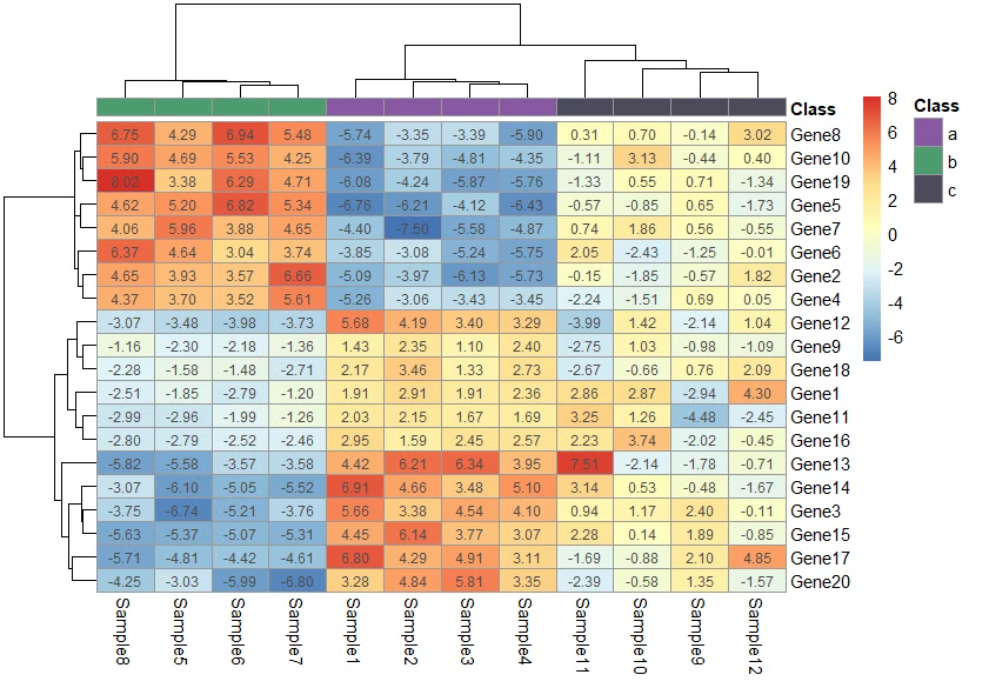 Class
6.75 4.29 6.94 5.48 -5.74 -3.35 -3.39 -5.90 0.31 0.70 -0.14 3.02 Gene8
5.90 4.69 5.53 4.25 -6.39 -3.79 -4.81 -4.35 -1.11 3.13 -0.44 0.40 Gene10
8.02 3.38 6.29 4.71 -6.08 -4.24 -5.87 -5.76 -1.33 0.55 0.71 -1.34 Gene19
4.62 5.20 6.82 5.34 -6.76 -6.21 -4.12 -6.43 -0.57 -0.85 0.65 -1.73 Gene5
4.06 5.96 3.88 4.65 -4.40 -7.50 -5.58 -4.87 0.74 1.86 0.56 -0.55 Gene7
6.37 4.64 3.04 3.74 -3.85 -3.08 -5.24 -5.75 2.05 -2.43 -1.25 -0.01 Gene6
4.65 3.93 3.57 6.66 -5.09 -3.97 -6.13 -5.73 -0.15 -1.85 -0.57 1.82 Gene2
4.37 3.70 3.52 5.61 -5.26 -3.06 -3.43 -3.45 -2.24 -1.51 0.69 0.05 Gene4
-3.07 -3.48 -3.98 -3.73 5.68 4.19 3.40 3.29 -3.99 1.42 -2.14 1.04 Gene12
-1.16 -2.30 -2.18 -1.36 1.43 2.35 1.10 2.40 -2.75 1.03 -0.98 -1.09 Gene9
-2.28 -1.58 -1.48 -2.71 2.17 3.46 1.33 2.73 -2.67 -0.66 0.76 2.09 Gene18
-2.51 -1.85 -2.79 -1.20 1.91 2.91 1.91 2.36 2.86 2.87 -2.94 4.30 Gene1
-2.99 -2.96 -1.99 -1.26 2.03 2.15 1.67 1.69 3.25 1.26 -4.48 -2.45 Gene11
-2.80 -2.79 -2.52 -2.46 2.95 1.59 2.45 2.57 2.23 3.74 -2.02 -0.45 Gene16
-5.82 -5.58 -3.57 -3.58 4.42 6.21 6.34 3.95 7.51 -2.14 -1.78 -0.71 Gene13
-3.07 -6.10 -5.05 -5.52 6.91 4.66 3.48 5.10 3.14 0.53 -0.48 -1.67 Gene14
-3.75 -6.74 -5.21 -3.76 5.66 3.38 4.54 4.10 0.94 1.17 2.40 -0.11 Gene3
-5.63 -5.37 -5.07 -5.31 4.45 6.14 3.77 3.07 2.28 0.14 1.89 -0.85 Gene15
-5.71 -4.81 -4.42 -4.61 6.80 4.29 4.91 3.11 -1.69 -0.88 2.10 4.85 Gene17
-4.25 -3.03 -5.99 -6.80 3.28 4.84 5.81 3.35 -2.39 -0.58 1.35 -1.57 Gene20
Sample8
Sample5
Sample6
Sample7
Sample1
Sample2
Sample3
Sample4
Sample11
Sample10
Sample9
Sample12
8
6
4
2
0
-2
-4
-6
Class
a
b
c